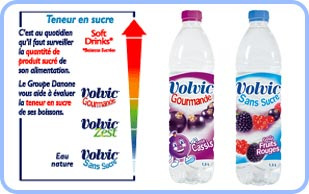 Teneur en sucre
C'est au quotidien
qu'il faut surveiller
la quantité de
produit sucré de
son alimentation.
Soft
Drinks*
*Boissons Sucrées
Le Groupe Danone
vous aide à évaluer
la teneur en sucre
de ses boissons.
Volvic
Gourmande
Volvic
Zest
Eau
nature
Volvic
Sans Sucre
Volvic
Gourmande
Cassis
Volvic
Sans Sucre
Fruits
Rouges